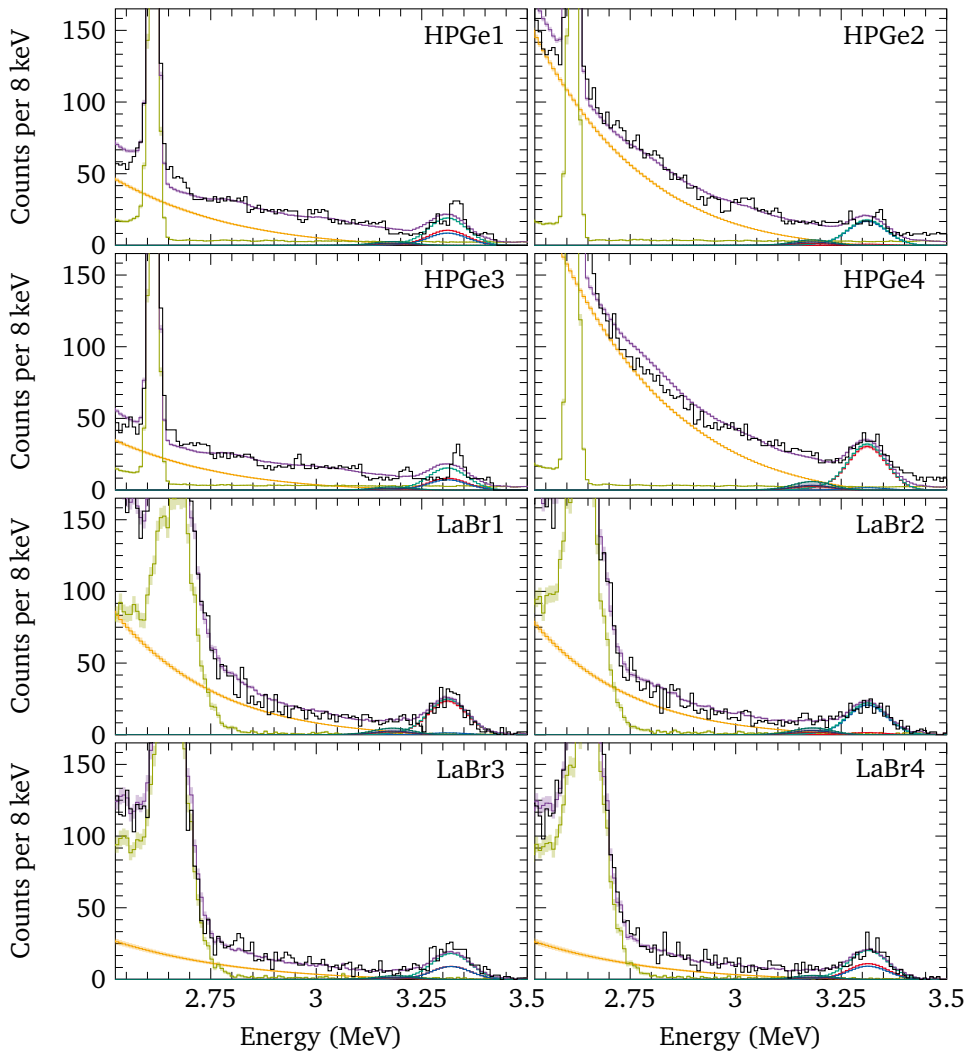 HPGe1
HPGe2
150
100
50
0
Counts per 8 keV
HPGe3
HPGe4
150
100
50
0
Counts per 8 keV
LaBr1
LaBr2
150
100
50
0
Counts per 8 keV
LaBr3
LaBr4
150
100
50
0
Counts per 8 keV
2.75 3 3.25 3.5 2.5 2.75 3 3.25 3.5
Energy (MeV) Energy (MeV)